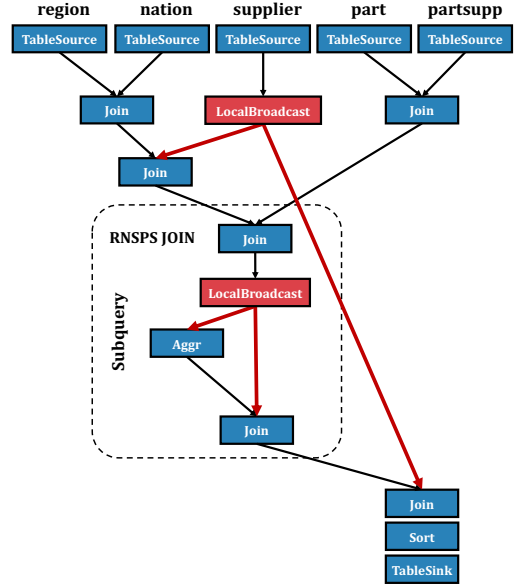 region nation supplier part partsupp
TableSource TableSource TableSource TableSource TableSource
Join LocalBroadcast Join
Join
RNSPS JOIN
Join
LocalBroadcast
Subquery
Aggr
Join
Join
Sort
TableSink